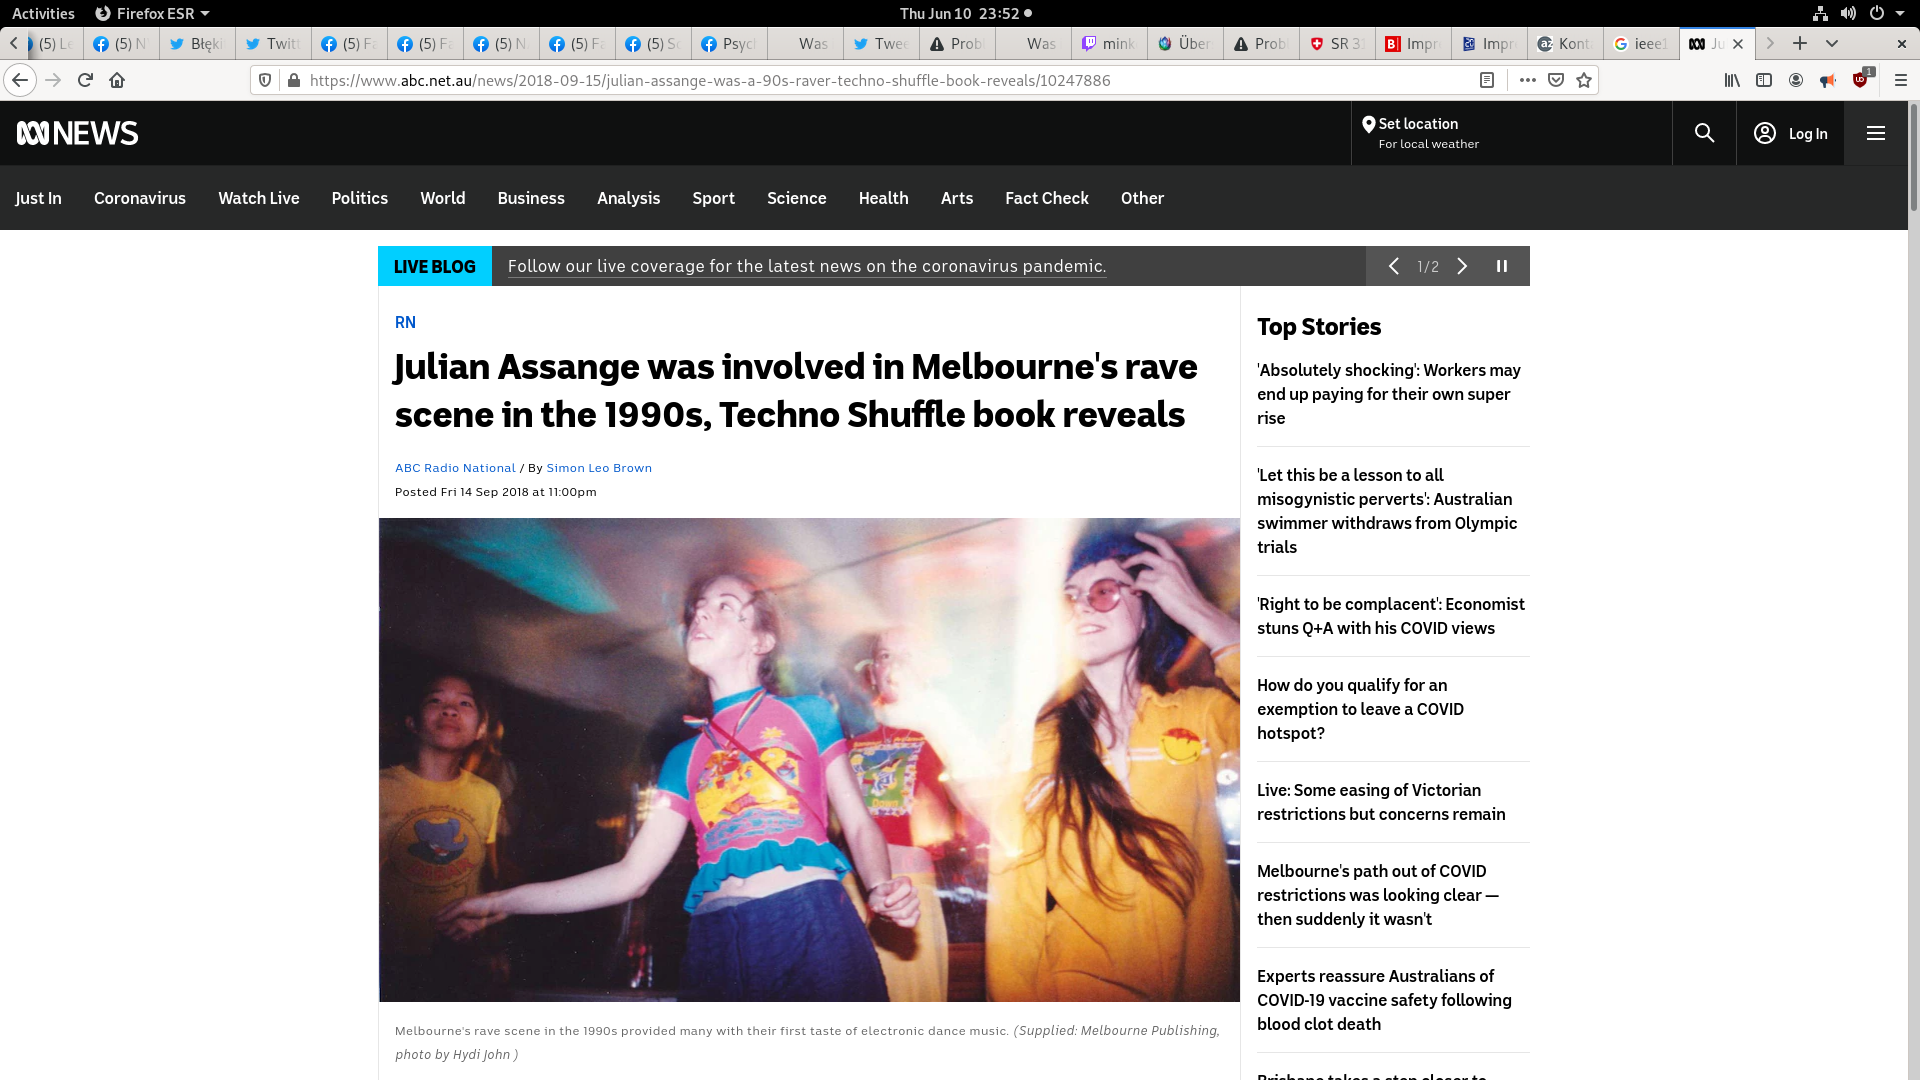 Activities
Firefox ESR
Thu Jun 10 23:52
(5) Le
(5) N
Błęki
Twitt
(5) Fa
(5) Fa
(5) N
(5) Fa
(5) Sc
Psych
Was
Twee
Prob
Was
mink
Über
Prob
SR 3
Impr
Impr
Kont
ieee1
Ju
https://www.abc.net.au/news/2018-09-15/julian-assange-was-a-90s-raver-techno-shuffle-book-reveals/10247886
1
NEWS
Set location
For local weather
Log In
Just In
Coronavirus
Watch Live
Politics
World
Business
Analysis
Sport
Science
Health
Arts
Fact Check
Other
LIVE BLOG
Follow our live coverage for the latest news on the coronavirus pandemic.
1/2
RN
Julian Assange was involved in Melbourne's rave
scene in the 1990s, Techno Shuffle book reveals
ABC Radio National / By Simon Leo Brown
Posted Fri 14 Sep 2018 at 11:00pm
Melbourne's rave scene in the 1990s provided many with their first taste of electronic dance music. (Supplied: Melbourne Publishing,
photo by Hydi John )
Top Stories
'Absolutely shocking': Workers may
end up paying for their own super
rise
'Let this be a lesson to all
misogynistic perverts': Australian
swimmer withdraws from Olympic
trials
'Right to be complacent': Economist
stuns Q+A with his COVID views
How do you qualify for an
exemption to leave a COVID
hotspot?
Live: Some easing of Victorian
restrictions but concerns remain
Melbourne's path out of COVID
restrictions was looking clear —
then suddenly it wasn't
Experts reassure Australians of
COVID-19 vaccine safety following
blood clot death
Brisbane takes a step closer to